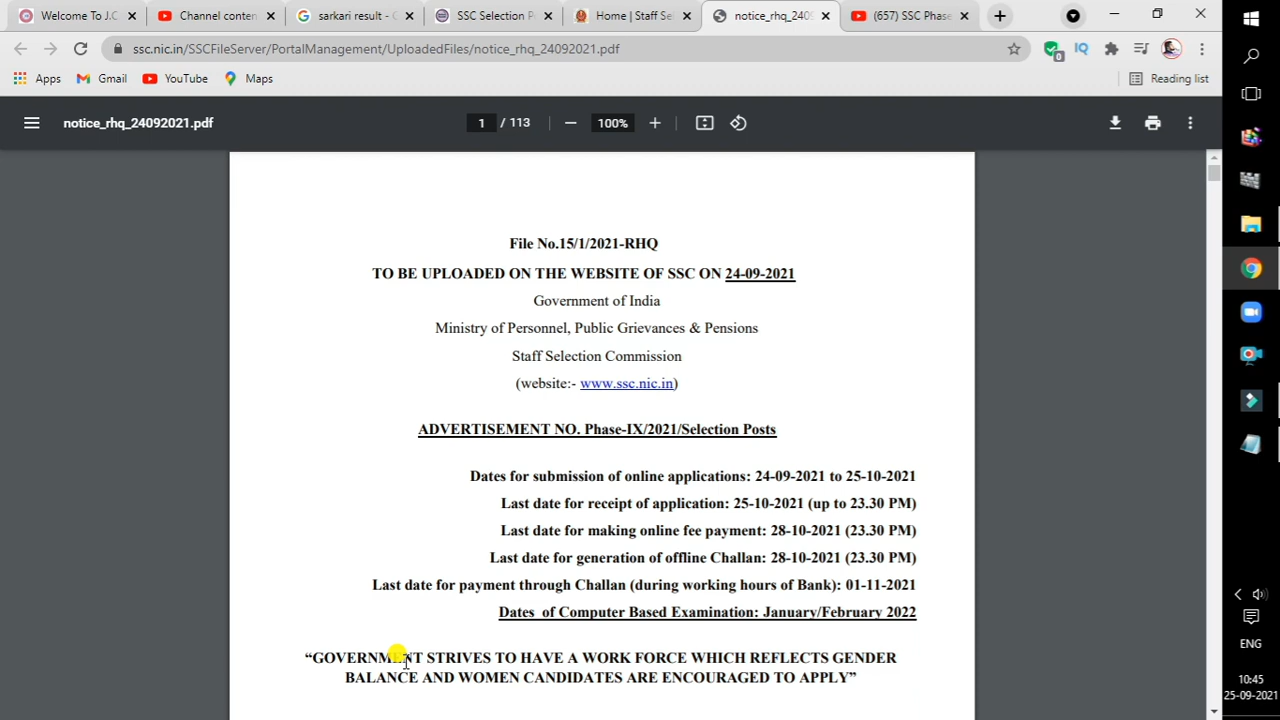 Welcome To J.C.
Channel conten
sarkari result - G
SSC Selection P
Home | Staff Se
notice_rhq_2409
(657) SSC Phase
ssc.nic.in/SSCFileServer/PortalManagement/UploadedFiles/notice_rhq_24092021.pdf
0
IQ
Apps
Gmail
YouTube
Maps
Reading list
notice_rhq_24092021.pdf
1 / 113
100%
File No.15/1/2021-RHQ
TO BE UPLOADED ON THE WEBSITE OF SSC ON 24-09-2021
Government of India
Ministry of Personnel, Public Grievances & Pensions
Staff Selection Commission
(website:- www.ssc.nic.in)
ADVERTISEMENT NO. Phase-IX/2021/Selection Posts
Dates for submission of online applications: 24-09-2021 to 25-10-2021
Last date for receipt of application: 25-10-2021 (up to 23.30 PM)
Last date for making online fee payment: 28-10-2021 (23.30 PM)
Last date for generation of offline Challan: 28-10-2021 (23.30 PM)
Last date for payment through Challan (during working hours of Bank): 01-11-2021
Dates of Computer Based Examination: January/February 2022
“GOVERNMENT STRIVES TO HAVE A WORK FORCE WHICH REFLECTS GENDER
BALANCE AND WOMEN CANDIDATES ARE ENCOURAGED TO APPLY”
ENG
10:45
25-09-2021